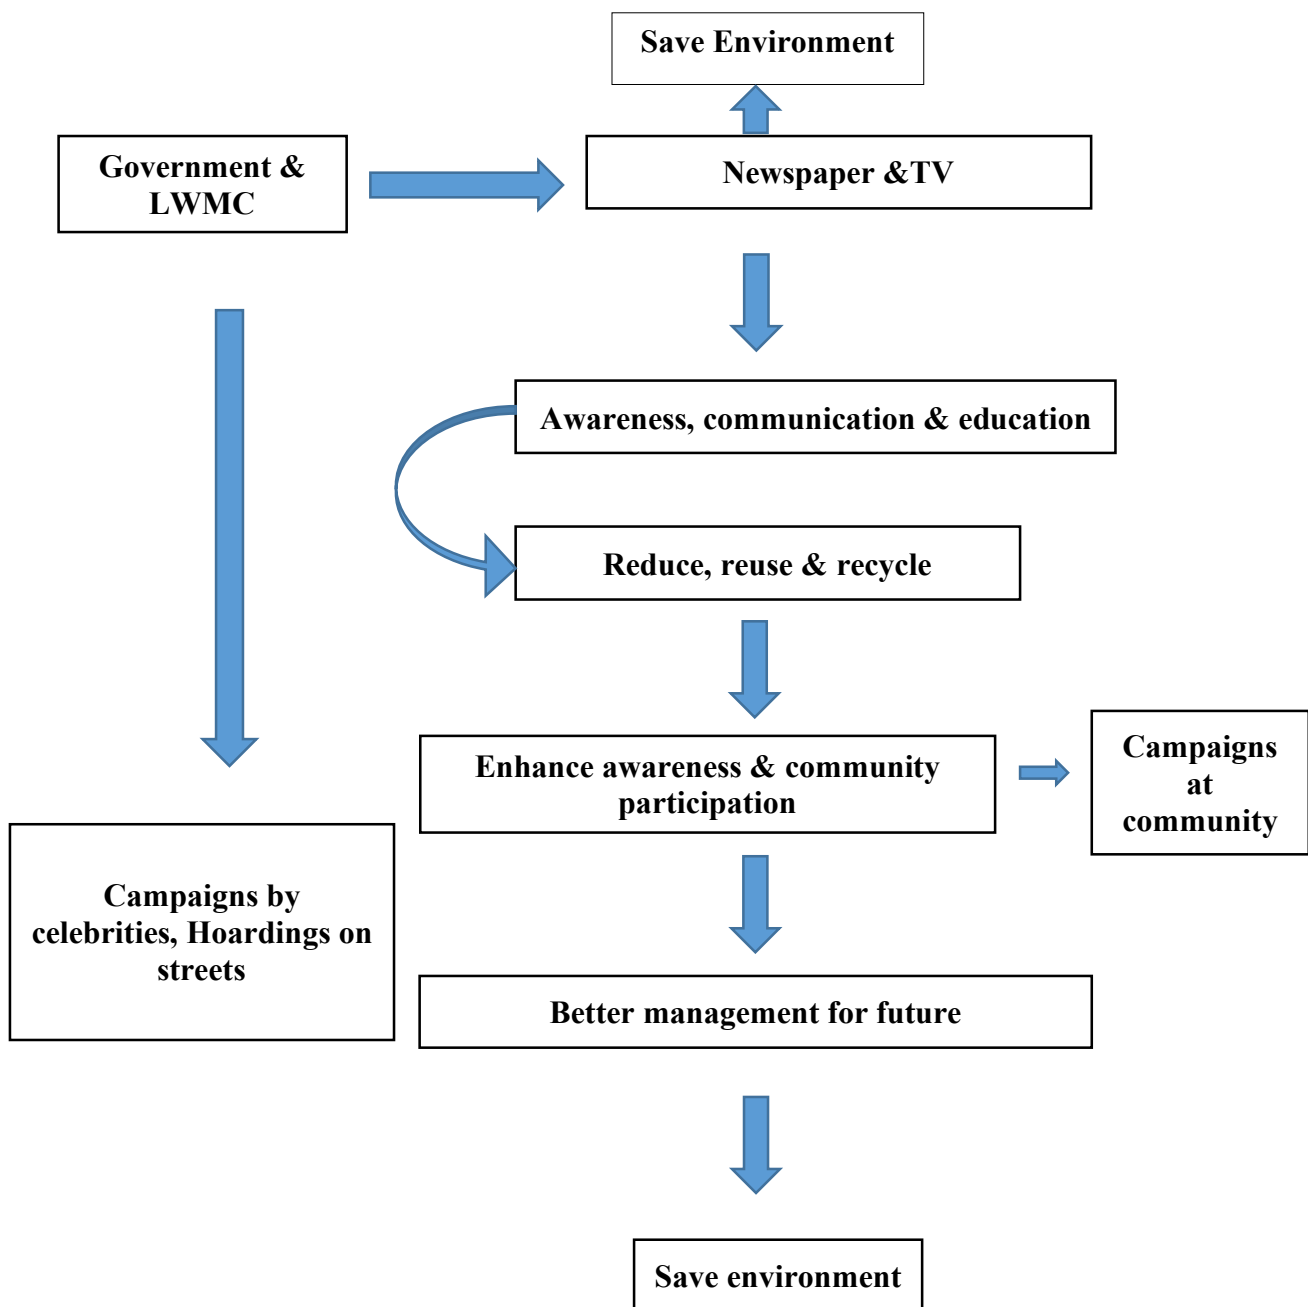 Save Environment
Government &
LWMC
Newspaper &TV
Awareness, communication & education
Reduce, reuse & recycle
Enhance awareness & community
participation
Campaigns
at
community
Campaigns by
celebrities, Hoardings on
streets
Better management for future
Save environment